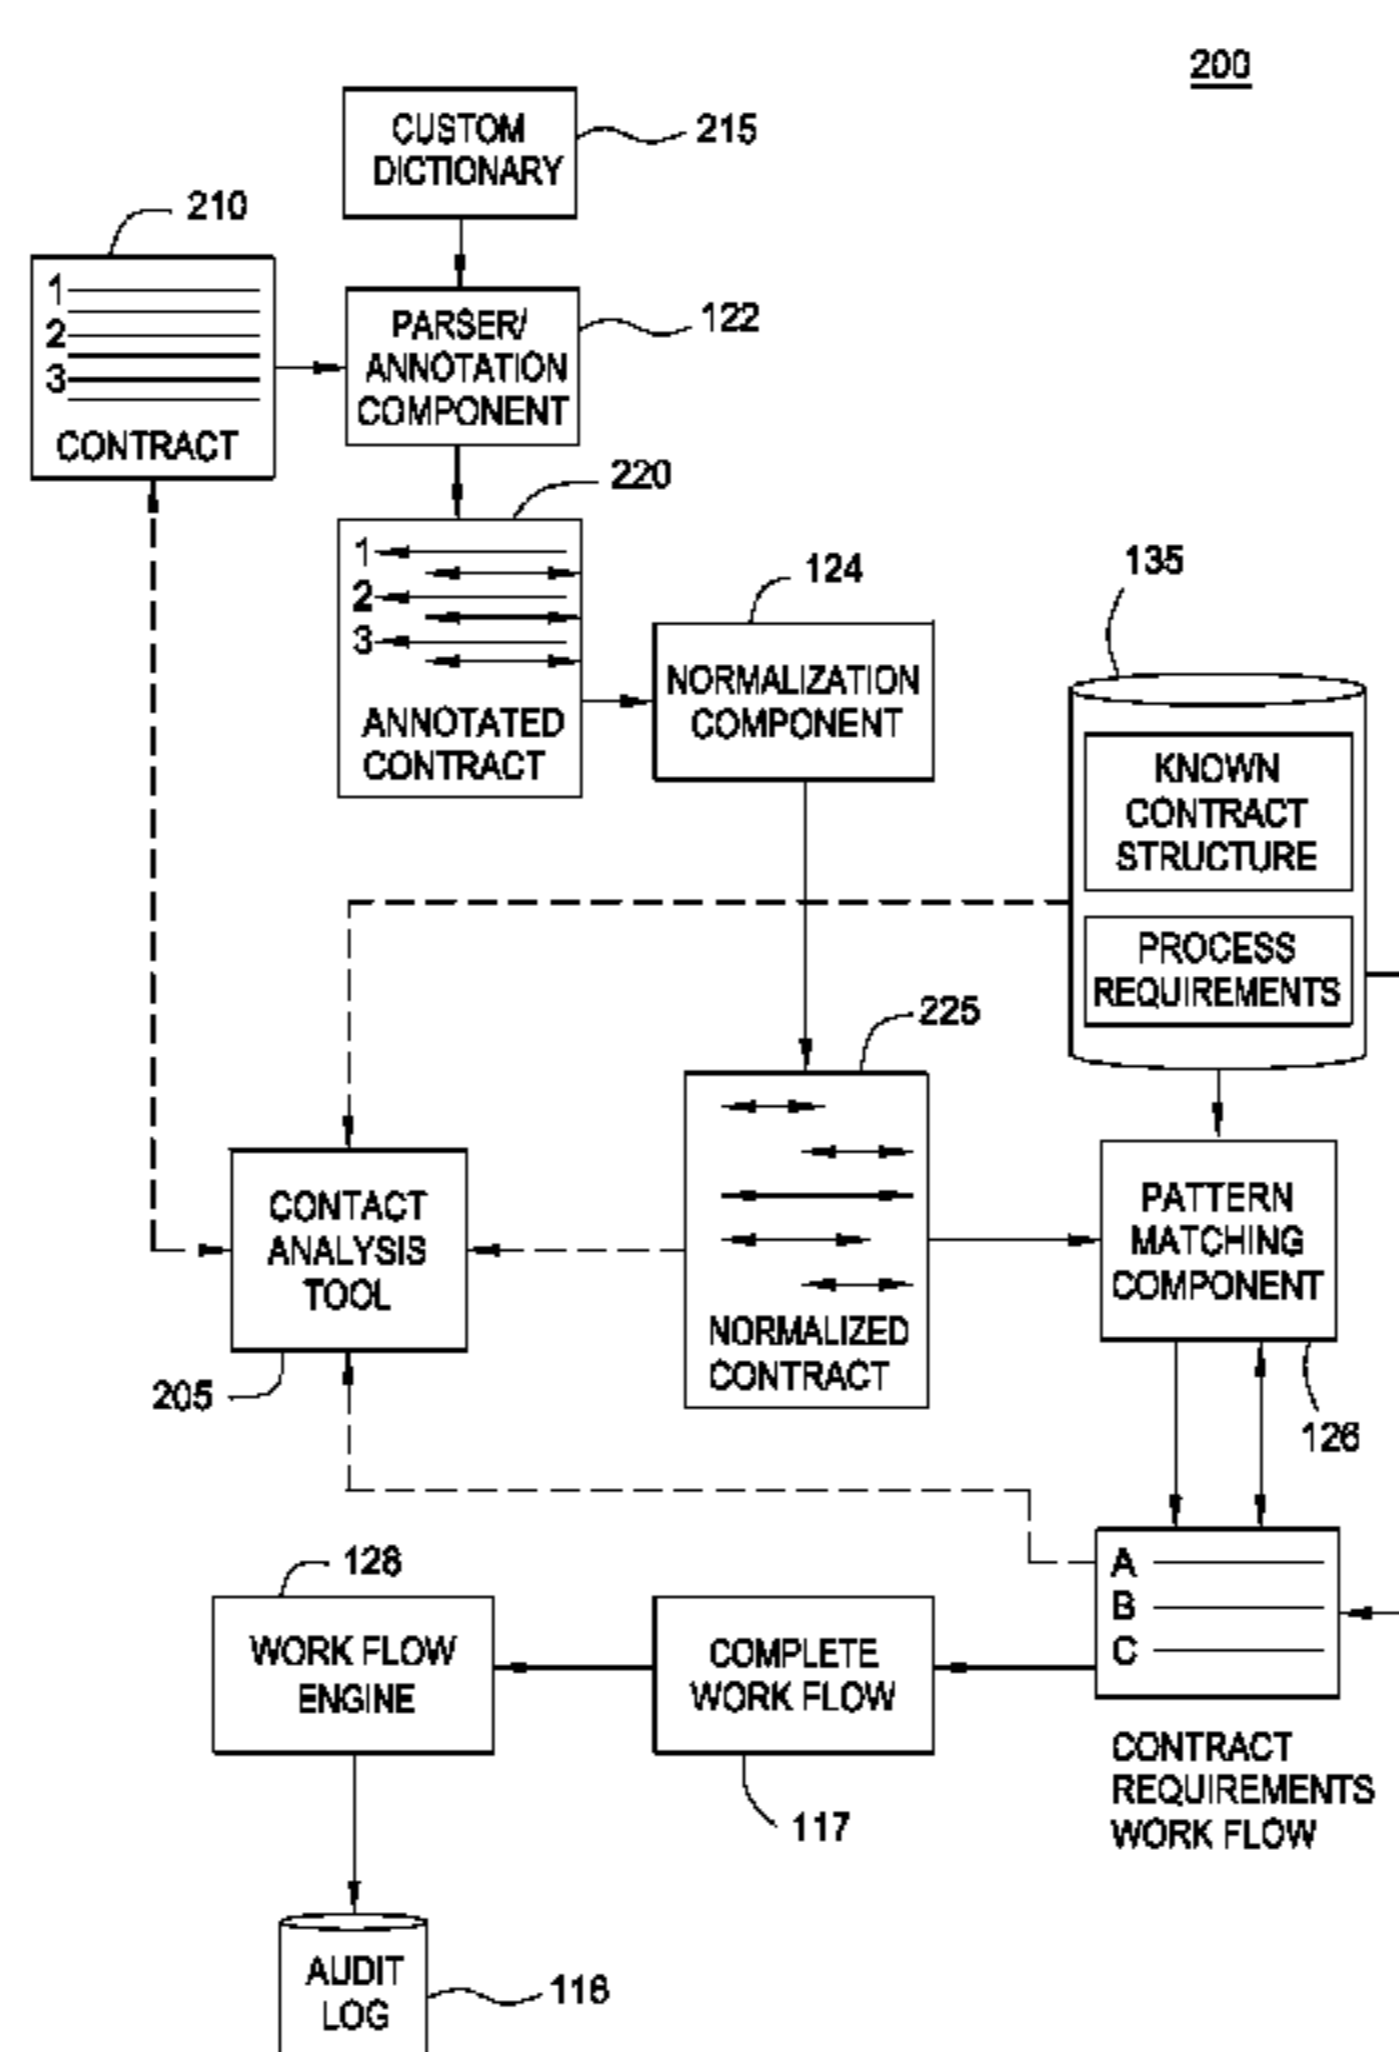 200
CUSTOM
DICTIONARY
215
210
1
2
3
CONTRACT
PARSER/
ANNOTATION
COMPONENT
122
220
1
2
3
ANNOTATED
CONTRACT
124
NORMALIZATION
COMPONENT
135
KNOWN
CONTRACT
STRUCTURE
PROCESS
REQUIREMENTS
225
NORMALIZED
CONTRACT
CONTACT
ANALYSIS
TOOL
205
PATTERN
MATCHING
COMPONENT
126
A
B
C
CONTRACT
REQUIREMENTS
WORK FLOW
128
WORK FLOW
ENGINE
COMPLETE
WORK FLOW
117
AUDIT
LOG
116